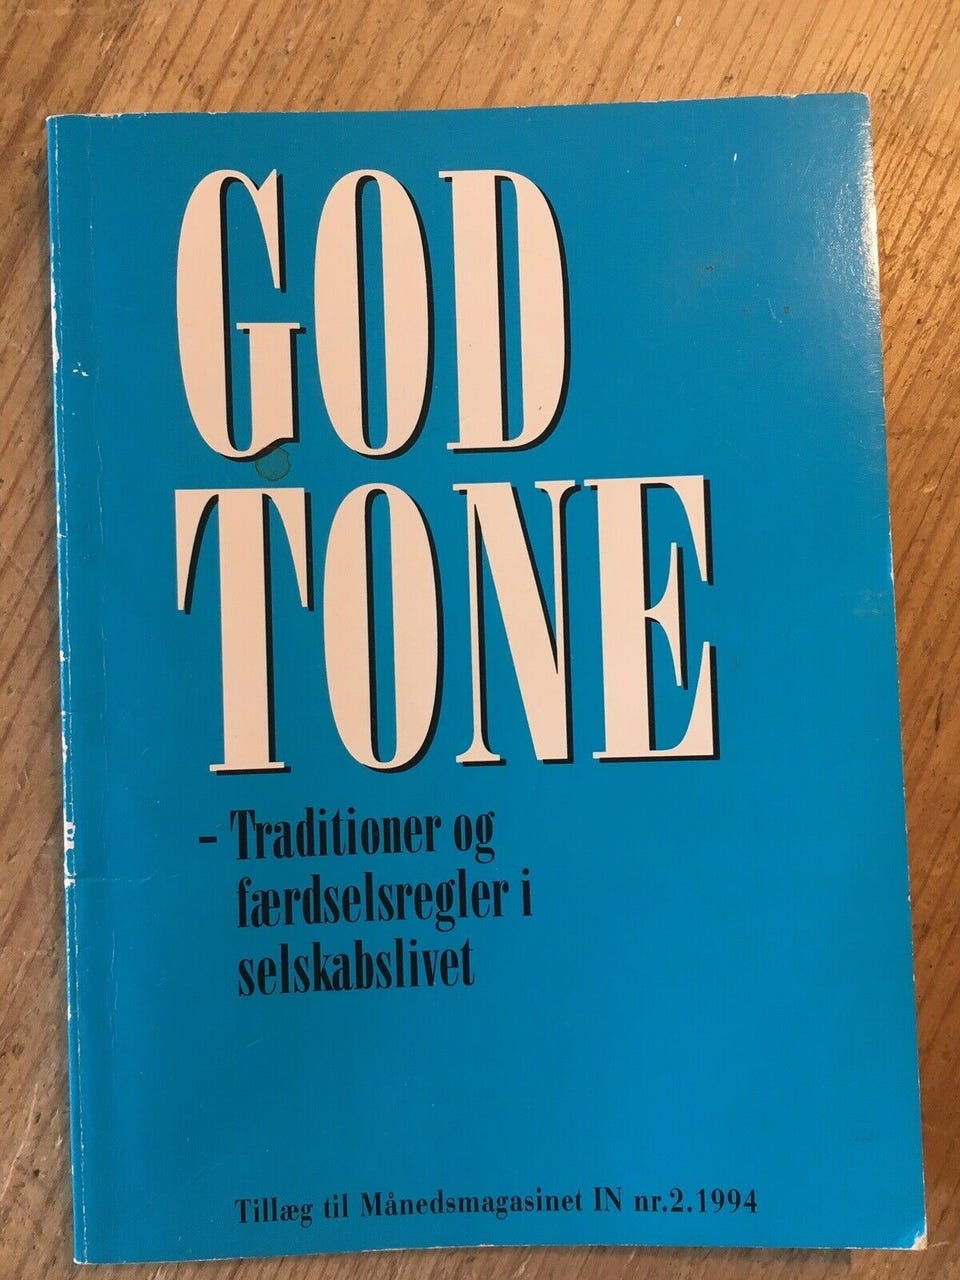 GOD
TONE
- Traditioner og
færdselsregler i
selskabslivet
Tillæg til Månedsmagasinet IN nr.2.1994